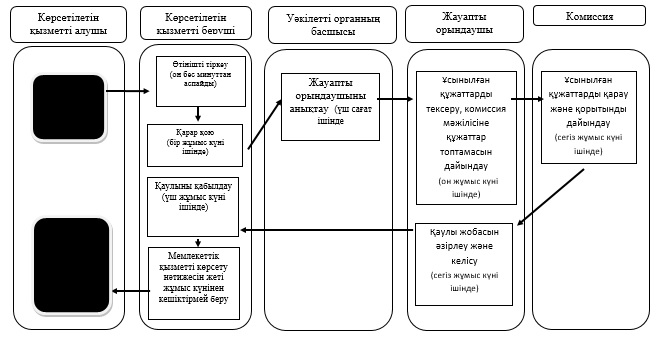 Көрсетілетін
қызметті алушы
Көрсетілетін
қызметті беруші
Уәкілетті органның
басшысы
Жауапты
орындаушы
Комиссия
Өтінішті тіркеу
(он бес минуттан
аспайды)
Қарар қою
(бір жұмыс күні
ішінде)
Жауапты
орындаушыны
анықтау (үш сағат
ішінде
Ұсынылған
құжаттарды
тексеру, комиссия
мәжілісіне
құжаттар
топтамасын
дайындау
(он жұмыс күні
ішінде)
Ұсынылған
құжаттарды қарау
және қорытынды
дайындау
(сегіз жұмыс күні
ішінде)
Қаулы жобасын
әзірлеу және
келісу
(сегіз жұмыс күні
ішінде)
Қаулыны қабылдау
(үш жұмыс күні
ішінде)
Мемлекеттік
қызметті көрсету
нәтижесін жеті
жұмыс күнінен
кешіктірмей беру